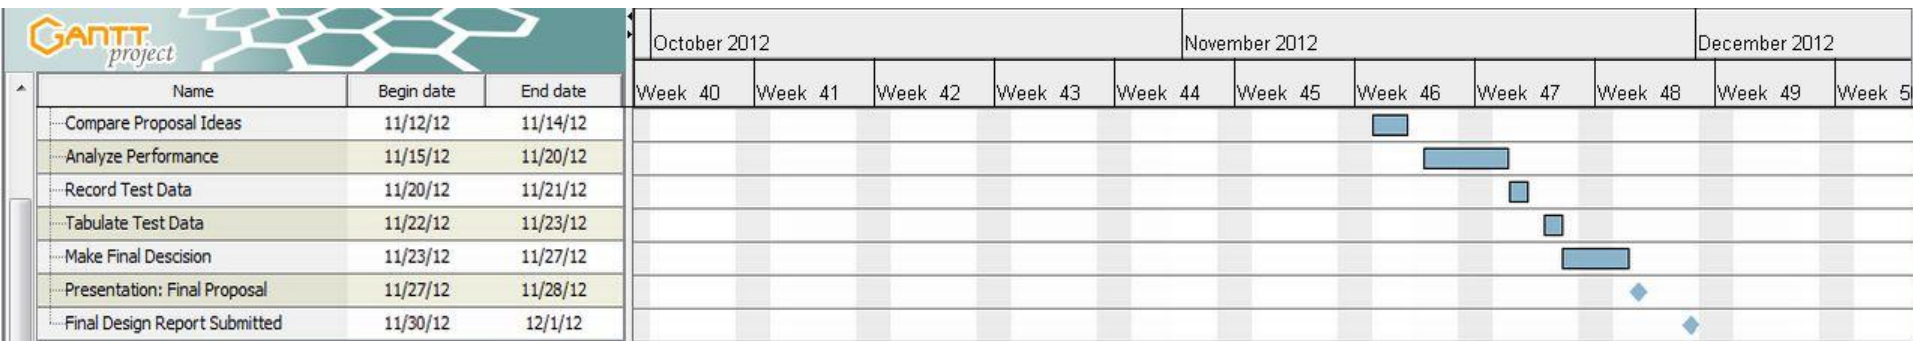 GANTT
project
October 2012 November 2012 December 2012
Name Begin date End date Week 40 Week 41 Week 42 Week 43 Week 44 Week 45 Week 46 Week 47 Week 48 Week 49 Week 5
Compare Proposal Ideas 11/12/12 11/14/12
Analyze Performance 11/15/12 11/20/12
Record Test Data 11/20/12 11/21/12
Tabulate Test Data 11/22/12 11/23/12
Make Final Descision 11/23/12 11/27/12
Presentation: Final Proposal 11/27/12 11/28/12
Final Design Report Submitted 11/30/12 12/1/12